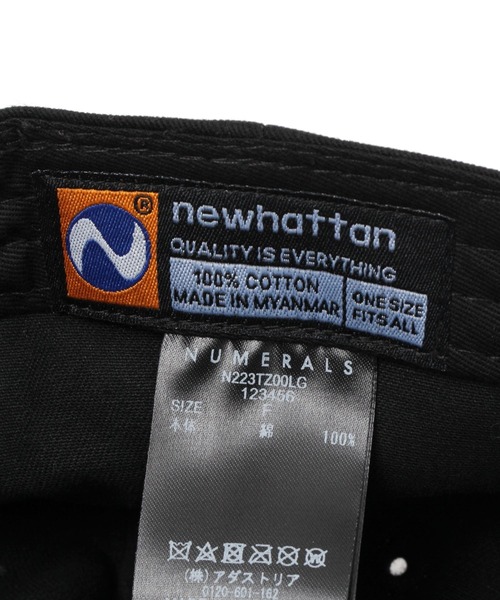 ®
newhattan
QUALITY IS EVERYTHING
100% COTTON
MADE IN MYANMAR
ONE SIZE
FITS ALL
NUMERALS
N223TZ00LG
123456
SIZE F
本体 綿 100%
(株)アダストリア
0120-601-162